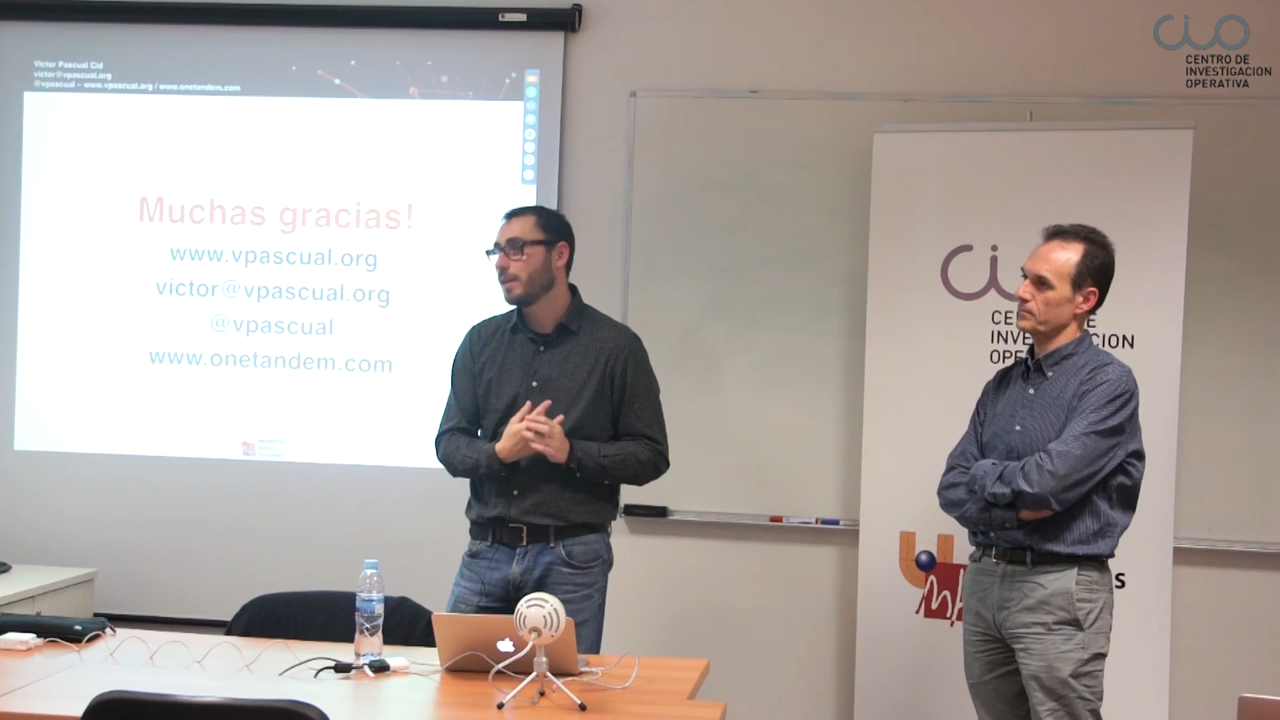 Victor Pascual Cid
victor@vpascual.org
@vpascual – www.vpascual.org / www.onetandem.com
Muchas gracias!
www.vpascual.org
victor@vpascual.org
@vpascual
www.onetandem.com
CIO
CENTRO DE
INVESTIGACION
OPERATIVA